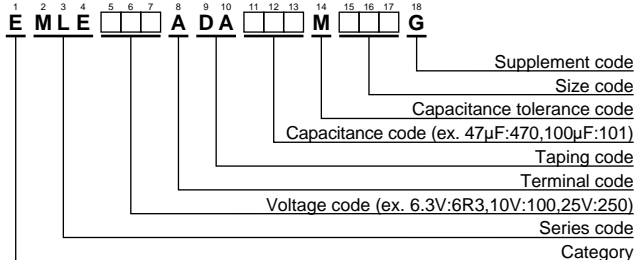 1 2 3 4 5 6 7 8 9 10 11 12 13 14 15 16 17 18
E MLE □□□ A DA □□□ M □□□ G
Supplement code
Size code
Capacitance tolerance code
Capacitance code (ex. 47µF:470,100µF:101)
Taping code
Terminal code
Voltage code (ex. 6.3V:6R3,10V:100,25V:250)
Series code
Category